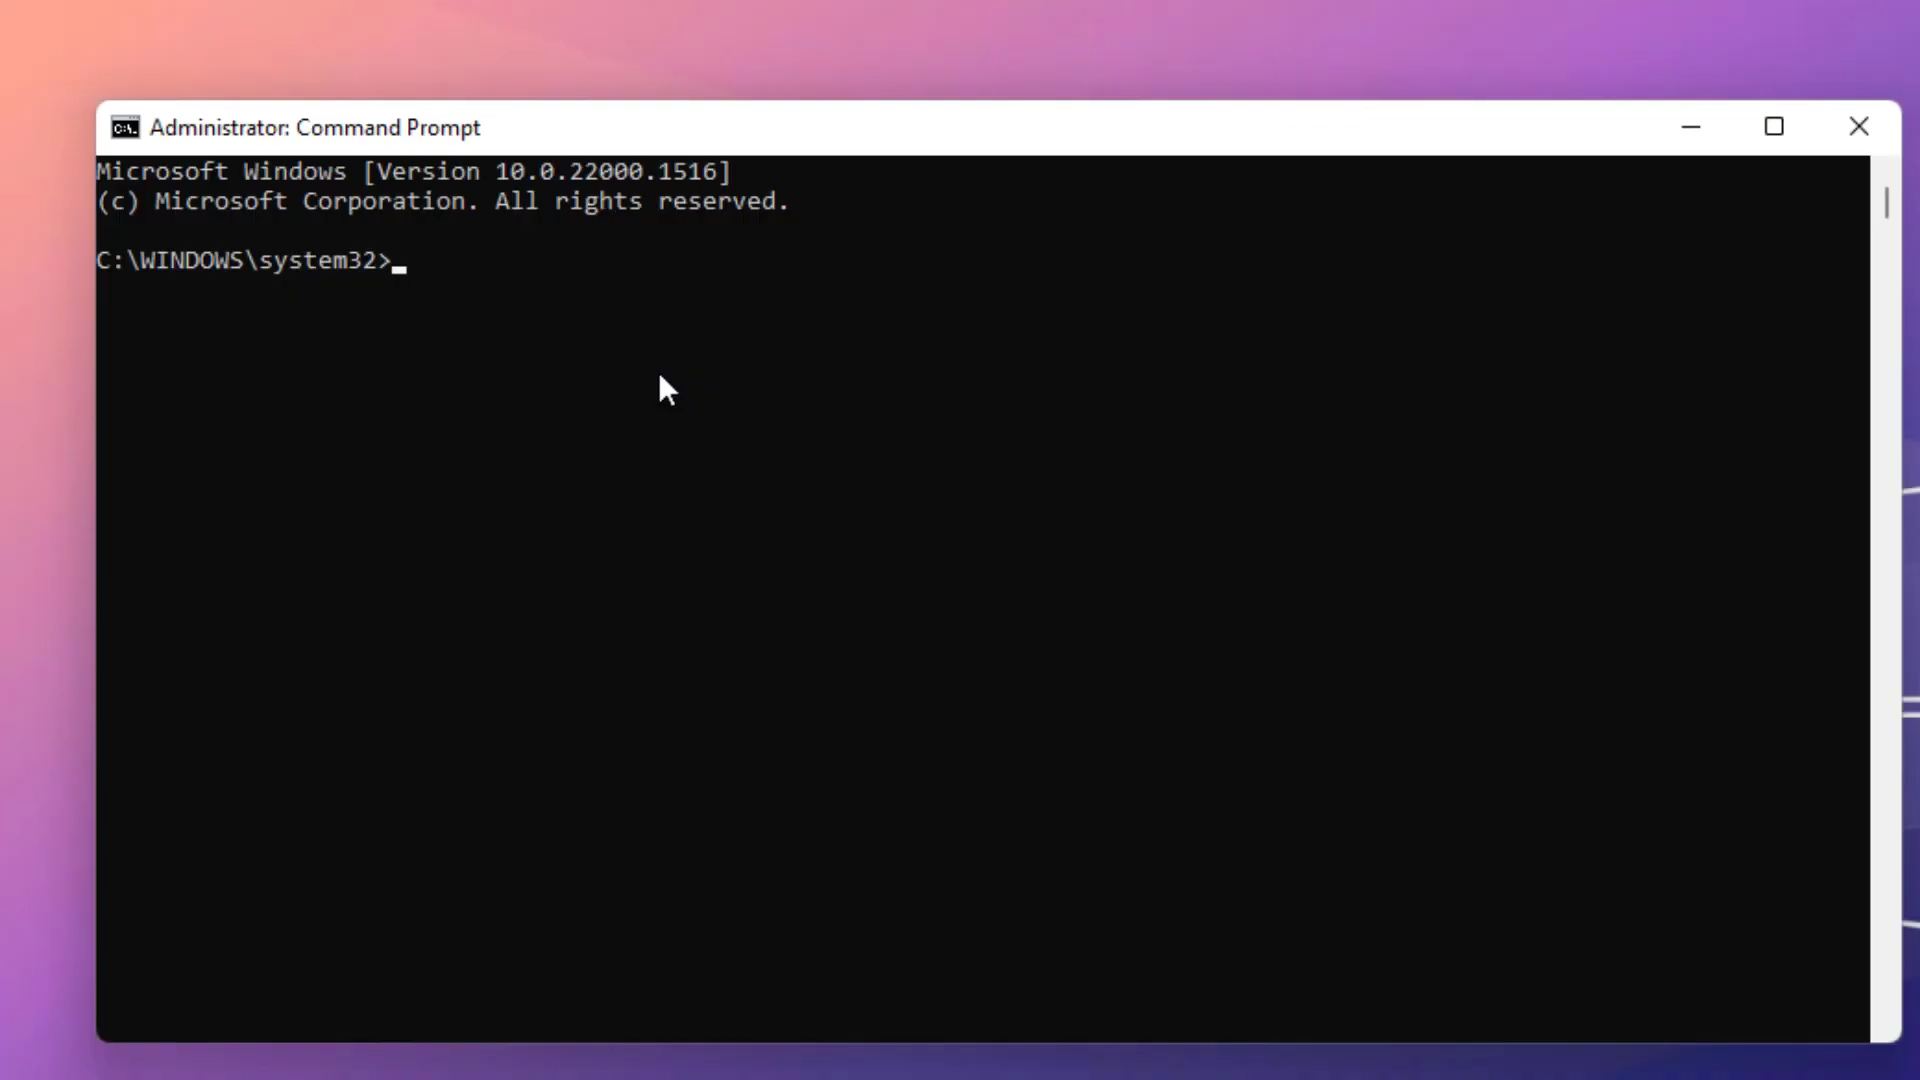 Administrator: Command Prompt
Microsoft Windows [Version 10.0.22000.1516]
(c) Microsoft Corporation. All rights reserved.
C:\WINDOWS\system32>